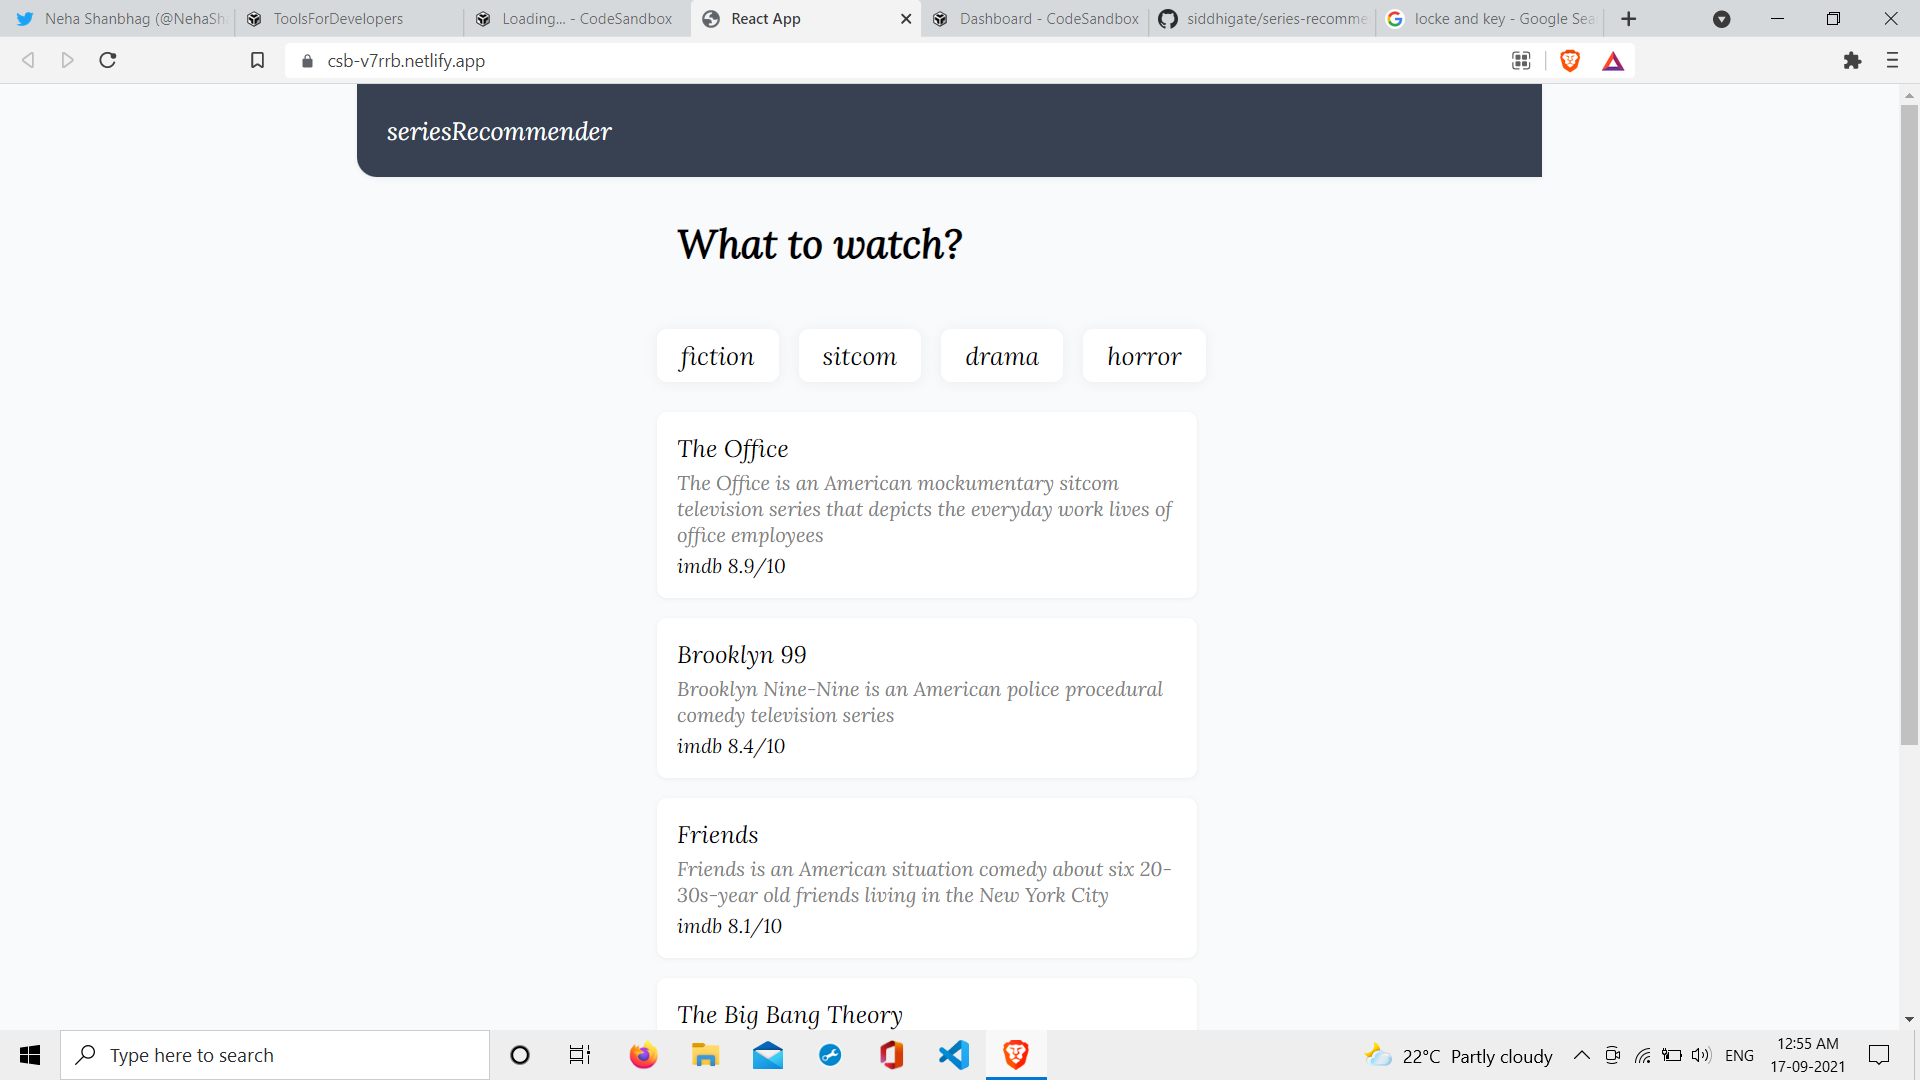 Neha Shanbhag (@NehaSh
ToolsForDevelopers
Loading... - CodeSandbox
React App
Dashboard - CodeSandbox
siddhigate/series-recomme
locke and key - Google Sea
csb-v7rrb.netlify.app
seriesRecommender
What to watch?
fiction
sitcom
drama
horror
The Office
The Office is an American mockumentary sitcom
television series that depicts the everyday work lives of
office employees
imdb 8.9/10
Brooklyn 99
Brooklyn Nine-Nine is an American police procedural
comedy television series
imdb 8.4/10
Friends
Friends is an American situation comedy about six 20-
30s-year old friends living in the New York City
imdb 8.1/10
The Big Bang Theory
Type here to search
22°C Partly cloudy
ENG
12:55 AM
17-09-2021